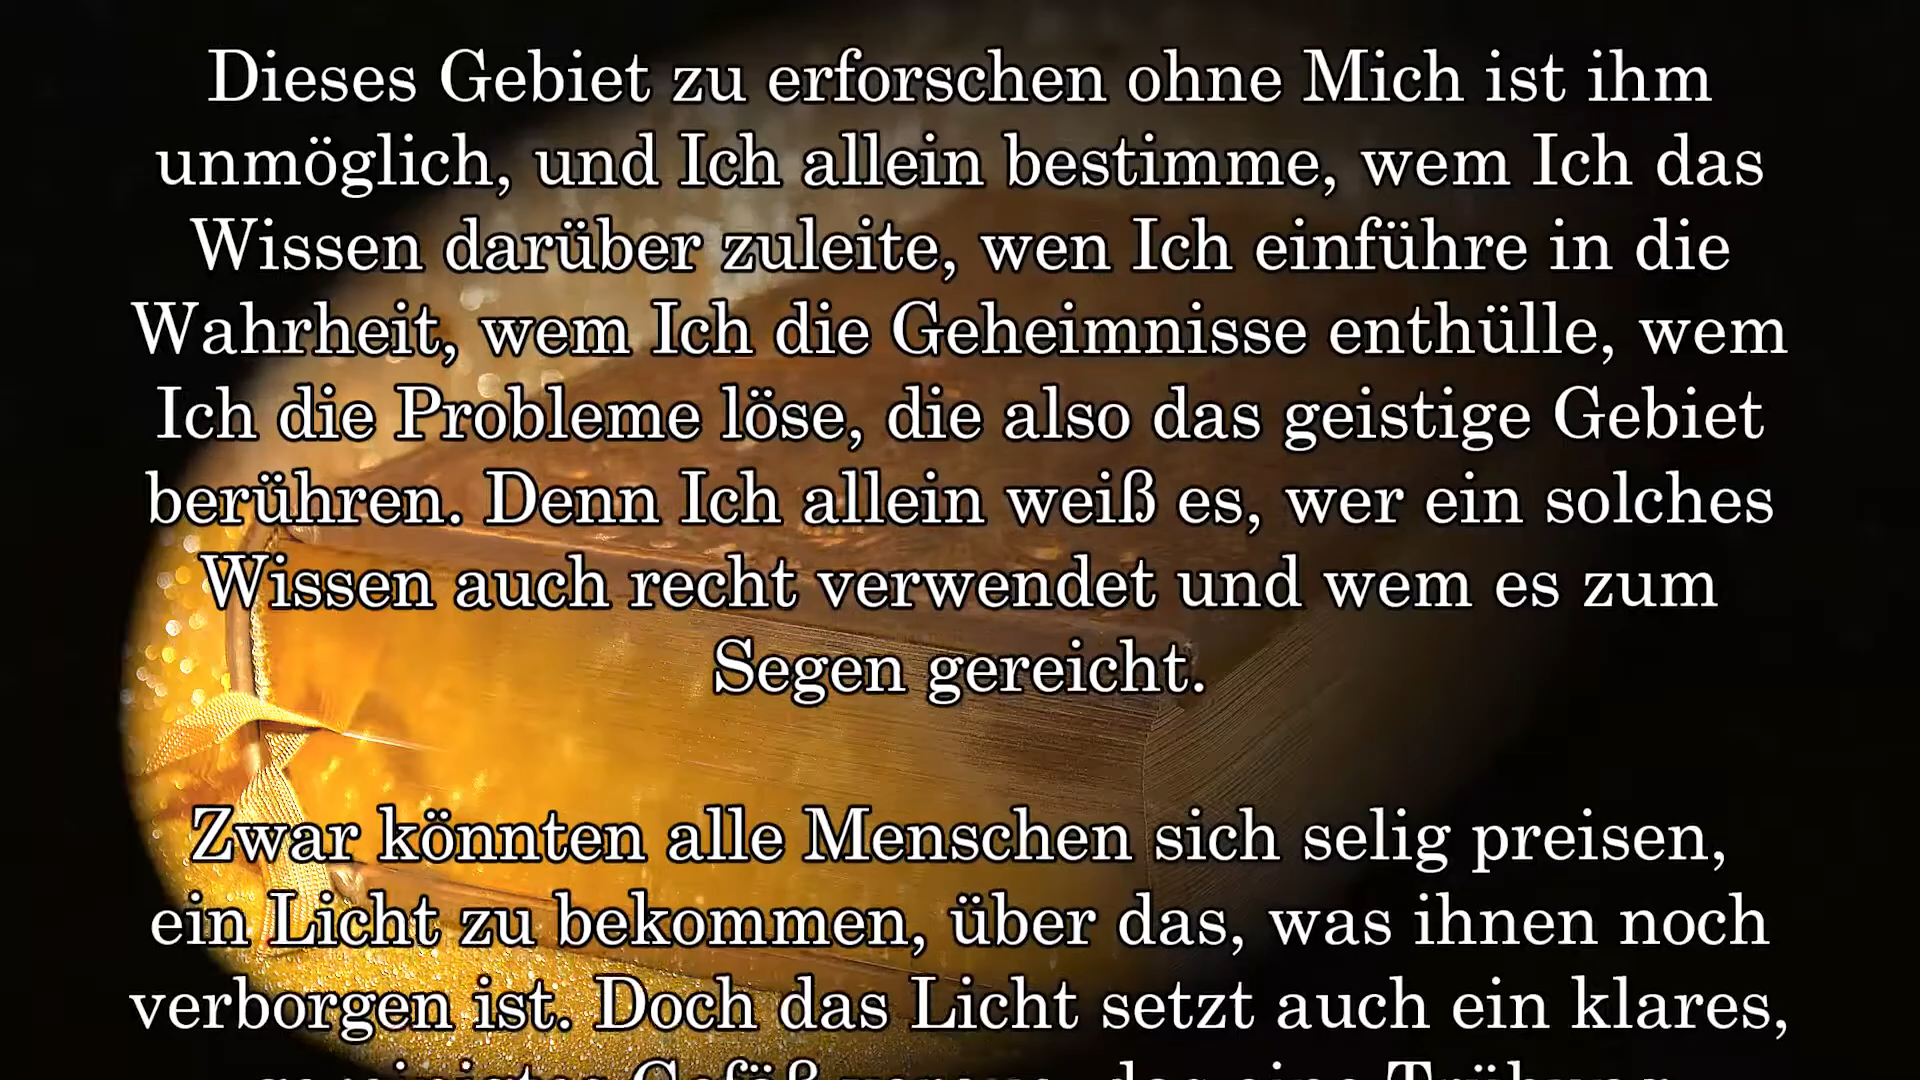 Dieses Gebiet zu erforschen ohne Mich ist ihm
unmöglich, und Ich allein bestimme, wem Ich das
Wissen darüber zuleite, wen Ich einführe in die
Wahrheit, wem Ich die Geheimnisse enthülle, wem
Ich die Probleme löse, die also das geistige Gebiet
berühren. Denn Ich allein weiß es, wer ein solches
Wissen auch recht verwendet und wem es zum
Segen gereicht.
Zwar könnten alle Menschen sich selig preisen,
ein Licht zu bekommen, über das, was ihnen noch
verborgen ist. Doch das Licht setzt auch ein klares,